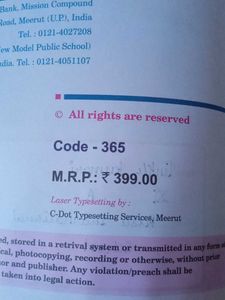 Bank, Mission Compound
Road, Meerut (U.P.), India
Tel. : 0121-4027208
New Model Public School)
India. Tel. : 0121-4051107
© All rights are reserved
Code - 365
M.R.P.: ₹ 399.00
Laser Typesetting by :
C-Dot Typesetting Services, Meerut
ed, stored in a retrival system or transmitted in any form
ical, photocopying, recording or otherwise, without prior
or and publisher. Any violation/preach shall be
taken into legal action.